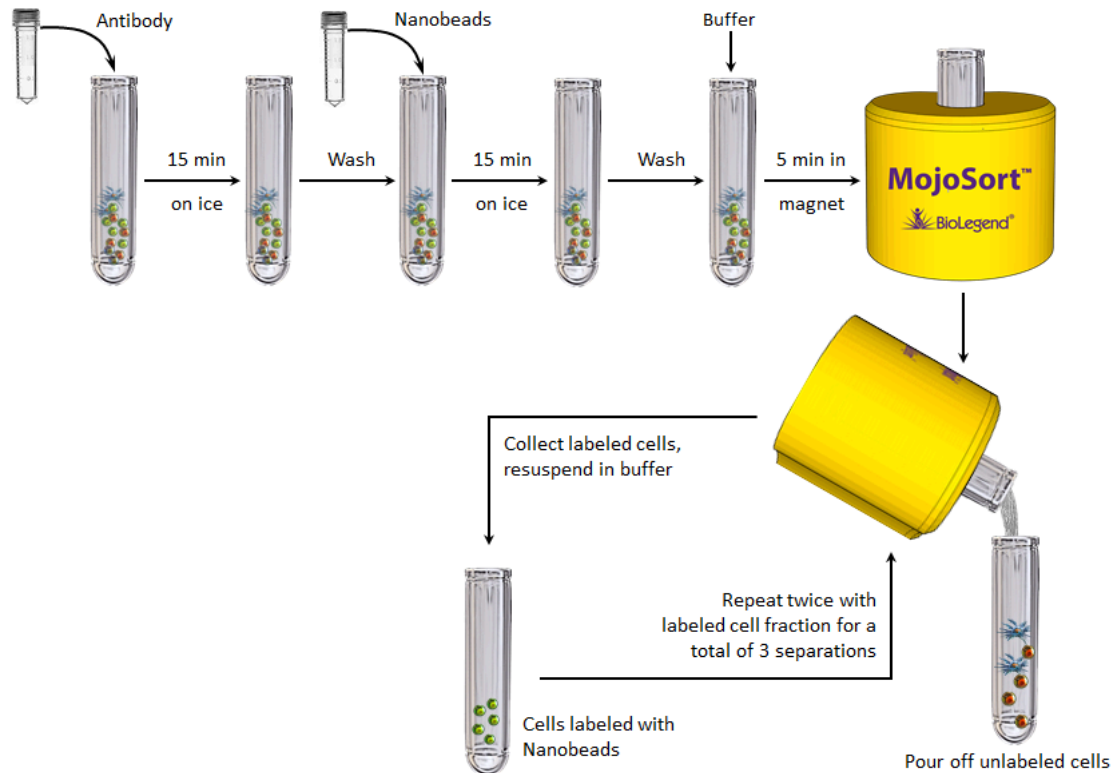 Antibody
Nanobeads
Buffer
15 min
on ice
Wash
15 min
on ice
Wash
5 min in
magnet
MojoSort™
BioLegend®
Collect labeled cells,
resuspend in buffer
Repeat twice with
labeled cell fraction for a
total of 3 separations
Cells labeled with
Nanobeads
Pour off unlabeled cells